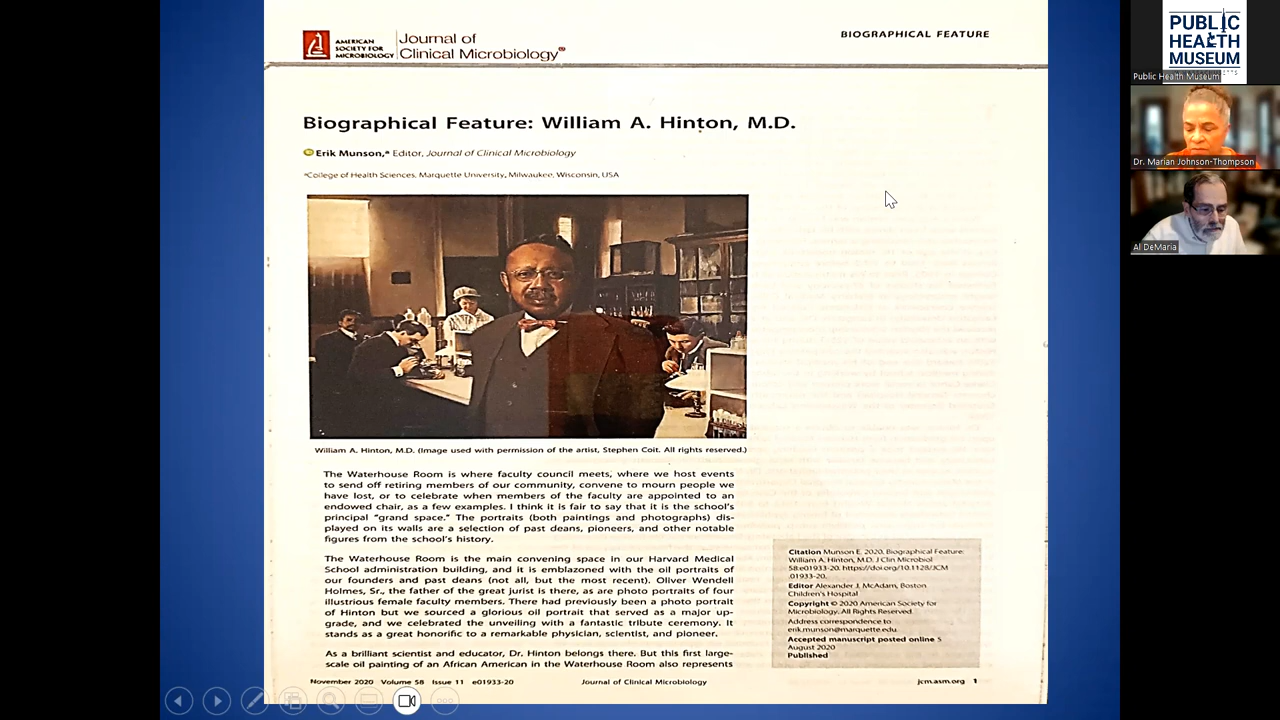 AMERICAN
SOCIETY FOR
MICROBIOLOGY
Journal of
Clinical Microbiology®
BIOGRAPHICAL FEATURE
Biographical Feature: William A. Hinton, M.D.
Erik Munson,ᵃ Editor, Journal of Clinical Microbiology
ᵃCollege of Health Sciences, Marquette University, Milwaukee, Wisconsin, USA
William A. Hinton, M.D. (Image used with permission of the artist, Stephen Coit. All rights reserved.)
The Waterhouse Room is where faculty council meets, where we host events
to send off retiring members of our community, convene to mourn people we
have lost, or to celebrate when members of the faculty are appointed to an
endowed chair, as a few examples. I think it is fair to say that it is the school's
principal "grand space." The portraits (both paintings and photographs) dis-
played on its walls are a selection of past deans, pioneers, and other notable
figures from the school's history.
The Waterhouse Room is the main convening space in our Harvard Medical
School administration building, and it is emblazoned with the oil portraits of
our founders and past deans (not all, but the most recent). Oliver Wendell
Holmes, Sr., the father of the great jurist is there, as are photo portraits of four
illustrious female faculty members. There had previously been a photo portrait
of Hinton but we sourced a glorious oil portrait that served as a major up-
grade, and we celebrated the unveiling with a fantastic tribute ceremony. It
stands as a great honorific to a remarkable physician, scientist, and pioneer.
As a brilliant scientist and educator, Dr. Hinton belongs there. But this first large-
scale oil painting of an African American in the Waterhouse Room also represents
Citation Munson E. 2020. Biographical Feature:
William A. Hinton, M.D. J Clin Microbiol
58:e01933-20. https://doi.org/10.1128/JCM
.01933-20.
Editor Alexander J. McAdam, Boston
Children's Hospital
Copyright © 2020 American Society for
Microbiology. All Rights Reserved.
Address correspondence to
erik.munson@marquette.edu.
Accepted manuscript posted online 5
August 2020
Published
November 2020 Volume 58 Issue 11 e01933-20
Journal of Clinical Microbiology
jcm.asm.org 1
PUBLIC
HEALTH
MUSEUM
Public Health Museum
Dr. Marian Johnson-Thompson
Al DeMaria